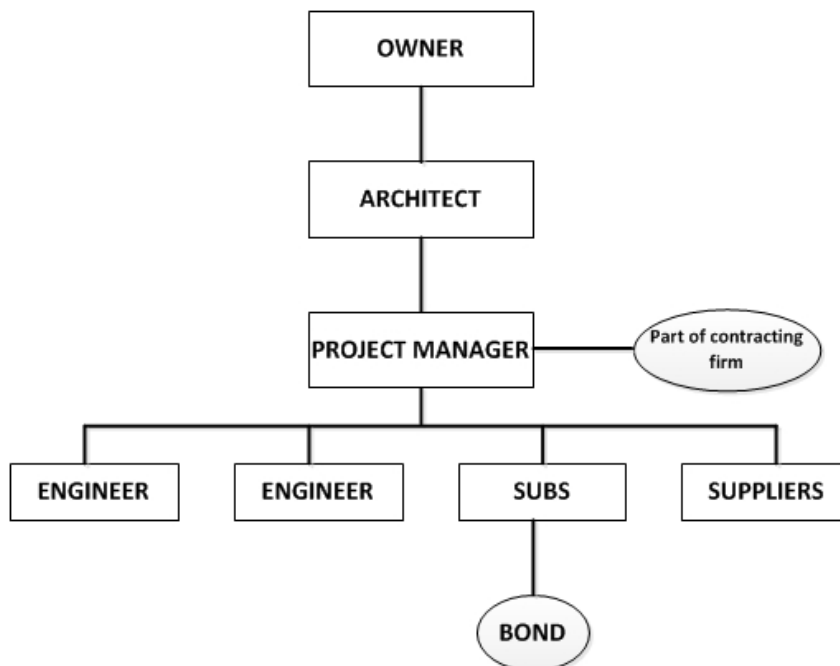 OWNER
ARCHITECT
PROJECT MANAGER
Part of contracting
firm
ENGINEER
ENGINEER
SUBS
SUPPLIERS
BOND